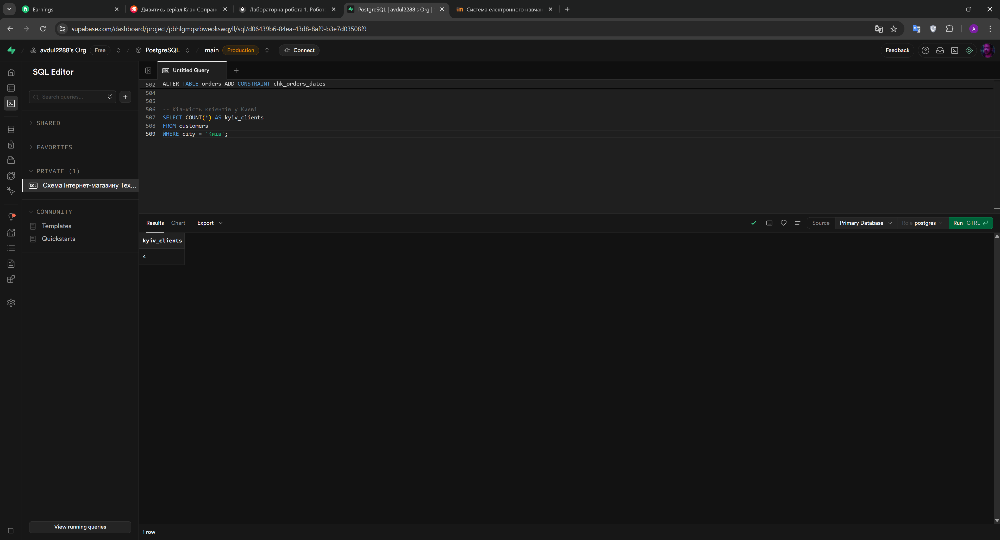 Earnings
Дивитись серіал Клан Сопран
Лабораторна робота 1. Робот
PostgreSQL | avdul2288's Org |
Система електронного навчан
supabase.com/dashboard/project/pbhlgmqsrbweokswqyll/sql/d06439b6-84ea-43d8-8af9-b3e7d03508f9
A
avdul2288's Org
Free
PostgreSQL
main
Production
Connect
Feedback
SQL Editor
Search queries...
SHARED
FAVORITES
PRIVATE (1)
SQL Схема інтернет-магазину Tex...
COMMUNITY
Templates
Quickstarts
View running queries
SQL Untitled Query
502 ALTER TABLE orders ADD CONSTRAINT chk_orders_dates
504
505
506 -- Кількість клієнтів у Києві
507 SELECT COUNT(*) AS kyiv_clients
508 FROM customers
509 WHERE city = 'Київ';
Results Chart Export
Source Primary Database Role postgres Run CTRL
kyiv_clients
4
1 row